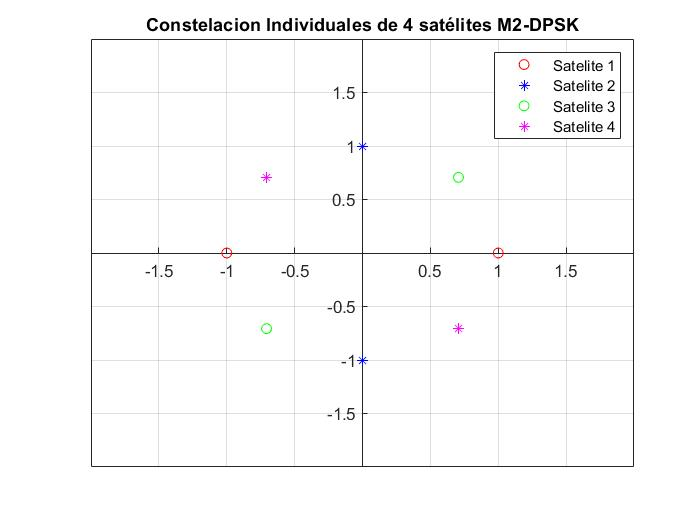 Constelacion Individuales de 4 satélites M2-DPSK
Satelite 1
Satelite 2
Satelite 3
Satelite 4
1.5
1
0.5
-1.5 -1 -0.5 0.5 1 1.5
-0.5
-1
-1.5